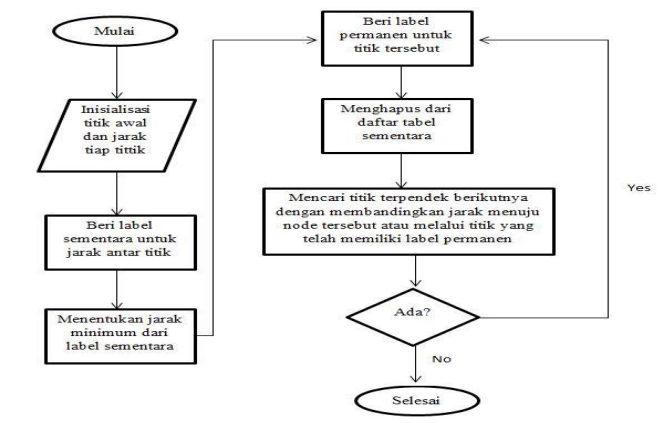 Mulai
Inisialisasi
titik awal
dan jarak
tiap tittik
Beri label
sementara untuk
jarak antar titik
Menentukan jarak
minimum dari
label sementara
Beri label
permanen untuk
titik tersebut
Menghapus dari
daftar tabel
sementara
Mencari titik terpendek berikutnya
dengan membandingkan jarak menuju
node tersebut atau melalui titik yang
telah memiliki label permanen
Ada?
Yes
No
Selesai